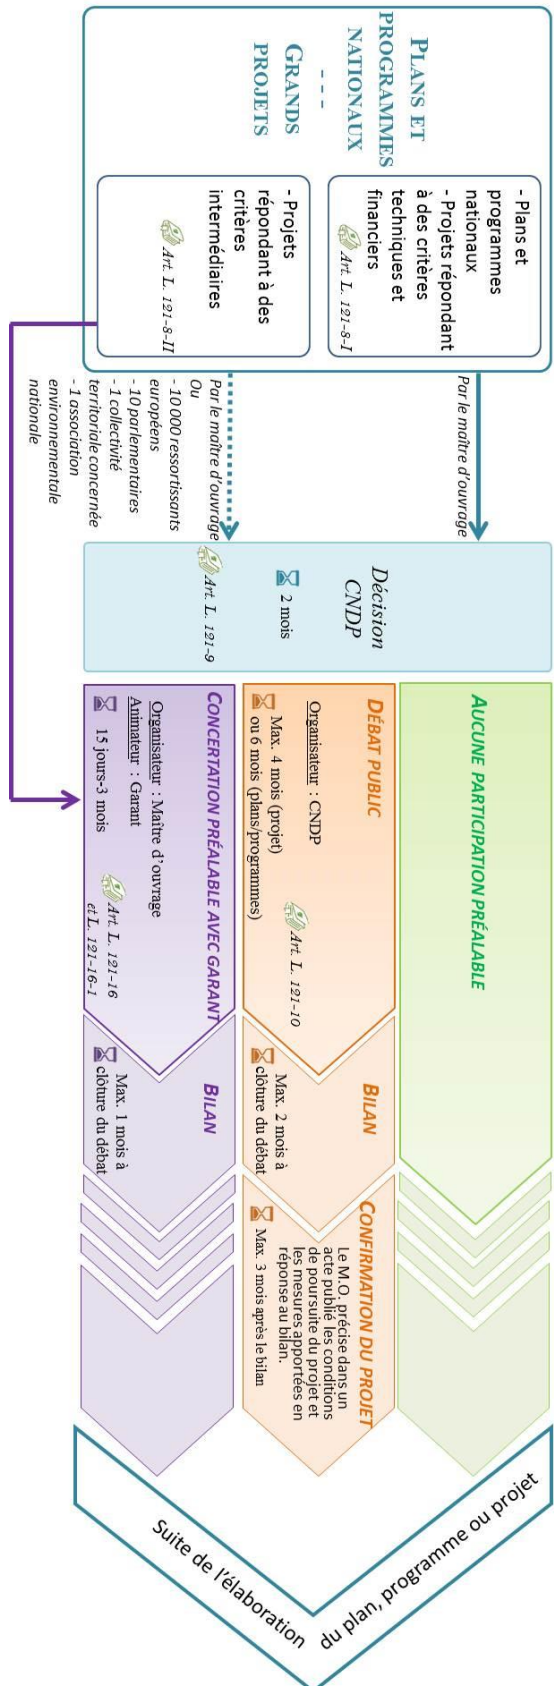 PLANS ET
PROGRAMMES
NATIONAUX
- - -
GRANDS
PROJETS
- Plans et
programmes
nationaux
- Projets répondant
à des critères
techniques et
financiers
Art. L. 121-8-I
- Projets
répondant à des
critères
intermédiaires
Art. L. 121-8-II
Par le maître d'ouvrage
Par le maître d'ouvrage
Ou
- 10 000 ressortissants
européens
- 10 parlementaires
- 1 collectivité
territoriale concernée
- 1 association
environnementale
nationale
Décision
CNDP
2 mois
Art. L. 121-9
AUCUNE PARTICIPATION PRÉALABLE
DÉBAT PUBLIC
Organisateur : CNDP
Max. 4 mois (projet)
ou 6 mois (plans/programmes)
Art. L. 121-10
BILAN
Max. 2 mois à
clôture du débat
CONFIRMATION DU PROJET
Le M.O. précise dans un
acte publié les conditions
de poursuite du projet et
les mesures apportées en
réponse au bilan.
Max. 3 mois après le bilan
CONCERTATION PRÉALABLE AVEC GARANT
Organisateur : Maître d'ouvrage
Animateur : Garant
15 jours-3 mois
Art. L. 121-16
et L. 121-16-1
BILAN
Max. 1 mois à
clôture du débat
Suite de l'élaboration du plan, programme ou projet